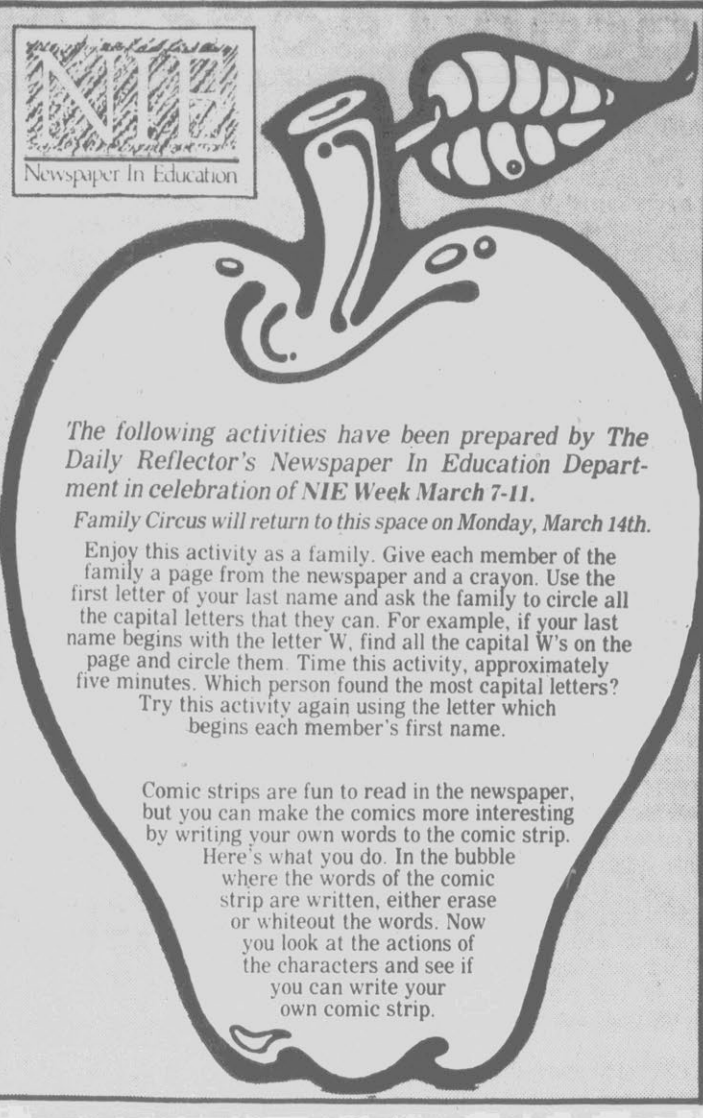 NIE
Newspaper In Education
The following activities have been prepared by The
Daily Reflector's Newspaper In Education Depart-
ment in celebration of NIE Week March 7-11.
Family Circus will return to this space on Monday, March 14th.
Enjoy this activity as a family. Give each member of the
family a page from the newspaper and a crayon. Use the
first letter of your last name and ask the family to circle all
the capital letters that they can. For example, if your last
name begins with the letter W, find all the capital W's on the
page and circle them. Time this activity, approximately
five minutes. Which person found the most capital letters?
Try this activity again using the letter which
begins each member's first name.
Comic strips are fun to read in the newspaper,
but you can make the comics more interesting
by writing your own words to the comic strip.
Here's what you do. In the bubble
where the words of the comic
strip are written, either erase
or whiteout the words. Now
you look at the actions of
the characters and see if
you can write your
own comic strip.